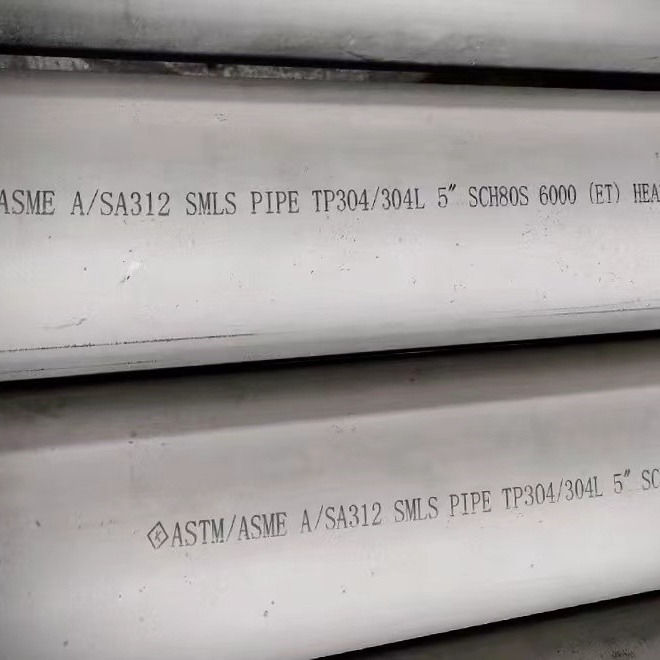 ASME A/SA312 SMLS PIPE TP304/304L 5″ SCH80S 6000 (ET) HEA
ASTM/ASME A/SA312 SMLS PIPE TP304/304L 5″ SC